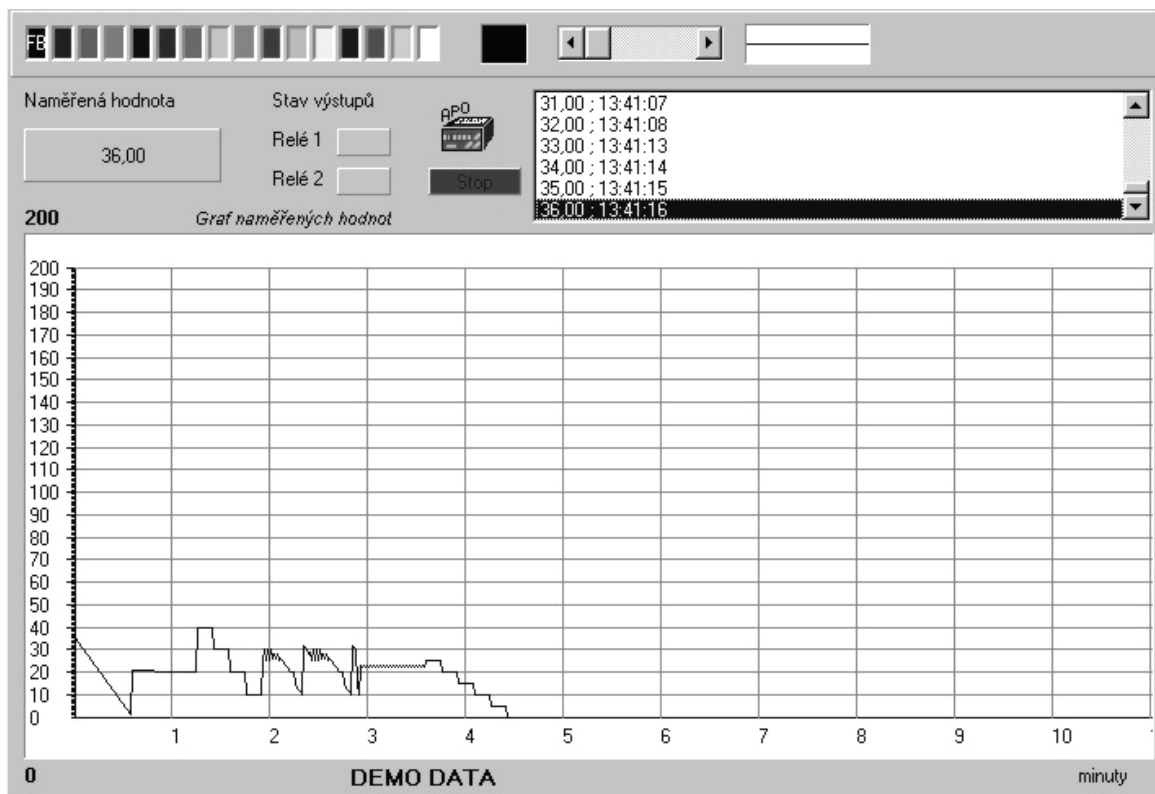 FB
Naměřená hodnota
36,00
Stav výstupů
Relé 1
Relé 2
APO
Stop
31,00 ; 13:41:07
32,00 ; 13:41:08
33,00 ; 13:41:13
34,00 ; 13:41:14
35,00 ; 13:41:15
36,00 ; 13:41:16
200
Graf naměřených hodnot
200
190
180
170
160
150
140
130
120
110
100
90
80
70
60
50
40
30
20
10
0
1 2 3 4 5 6 7 8 9 10
0
DEMO DATA
minuty